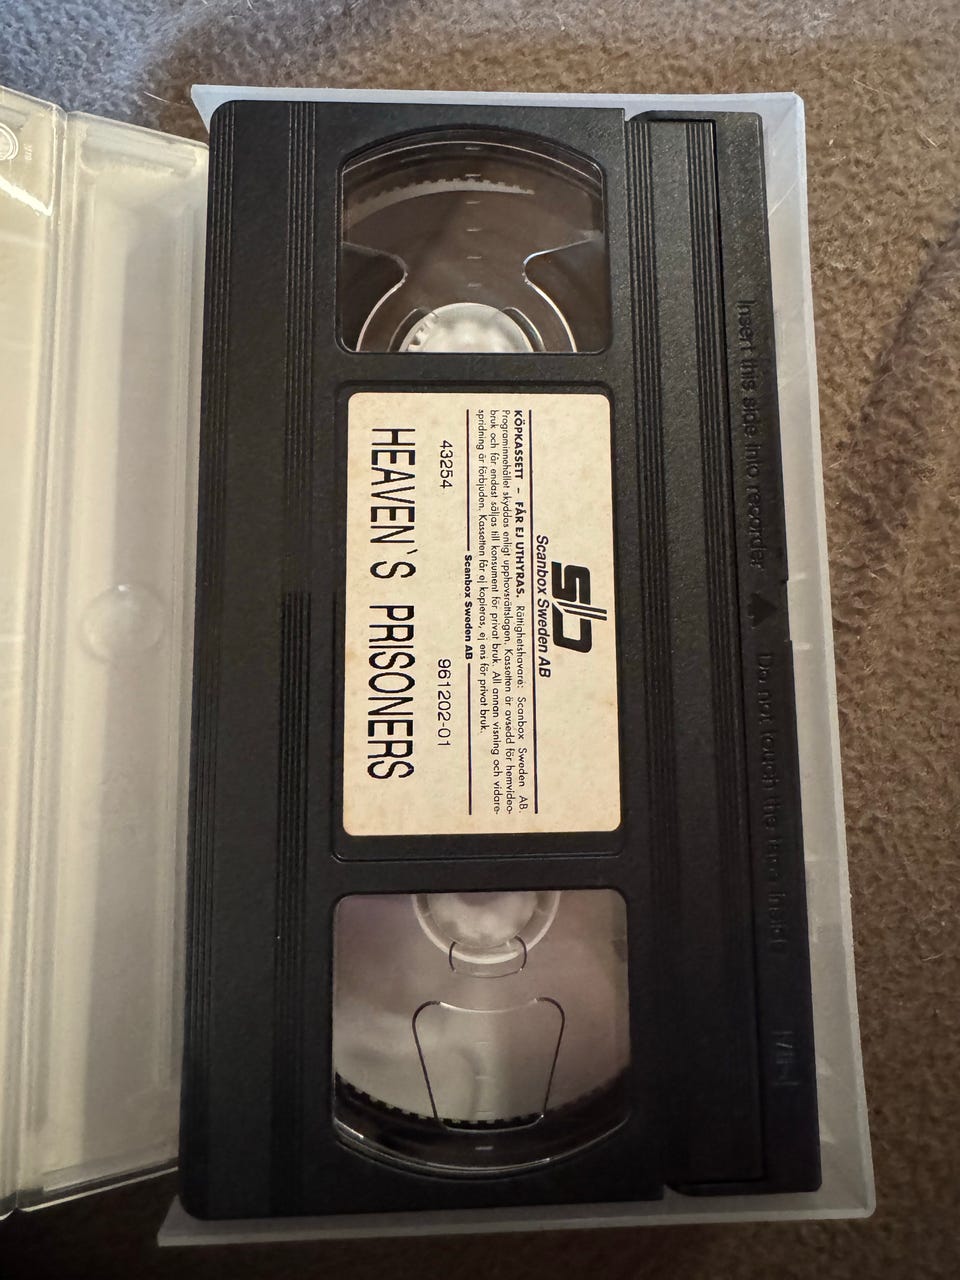 Scanbox Sweden AB
KÖPKASSETT – FÅR EJ UTHYRAS. Rättighetshavare: Scanbox Sweden AB.
Programinnehållet skyddas enligt upphovsrättslagen. Kassetten är avsedd för hemvideo-
bruk och får endast säljas till konsument för privat bruk. All annan visning och vidare-
spridning är förbjuden. Kassetten får ej kopieras, ej ens för privat bruk.
Scanbox Sweden AB
43254 961202-01
HEAVEN`S PRISONERS
Insert this side into recorder ▲ Do not touch the tape inside